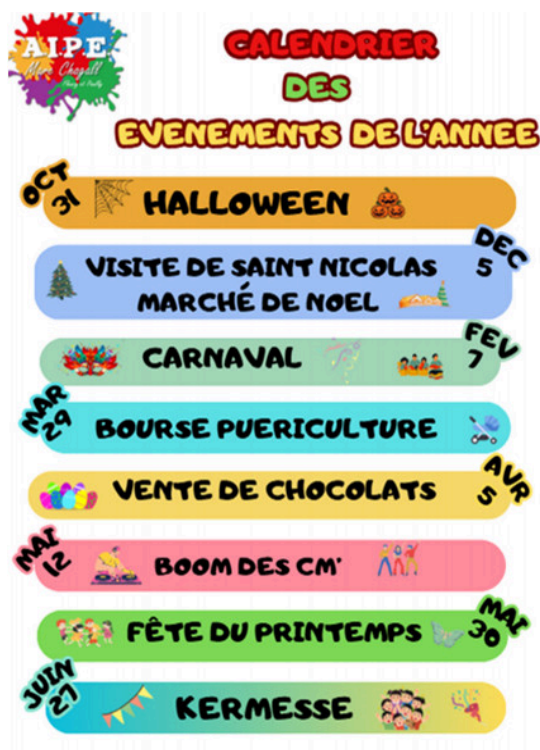 A.I.P.E.
Marc Chagall
CALENDRIER
DES
EVENEMENTS DE L'ANNEE
OCT
31
HALLOWEEN
DEC
5
VISITE DE SAINT NICOLAS
MARCHÉ DE NOEL
FEV
7
CARNAVAL
MAR
29
BOURSE PUERICULTURE
AVR
5
VENTE DE CHOCOLATS
MAI
12
BOOM DES CM'
MAI
30
FÊTE DU PRINTEMPS
JUIN
27
KERMESSE